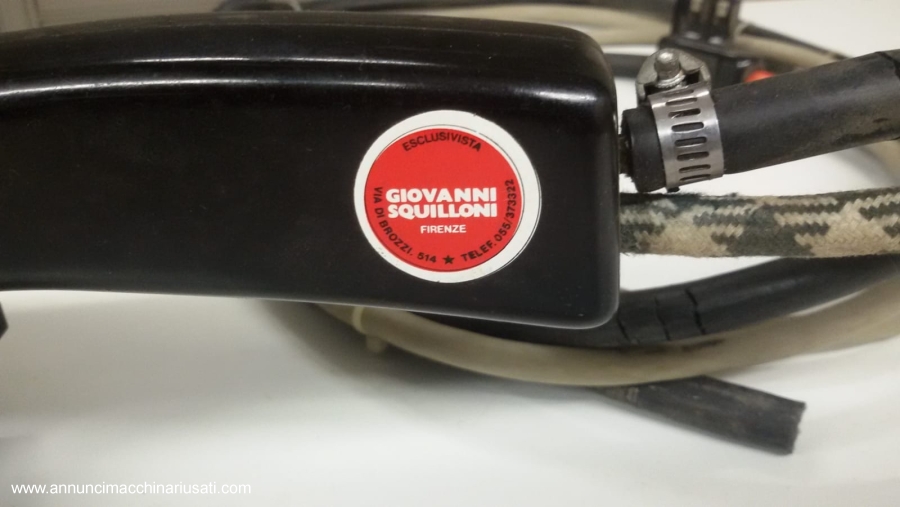 ESCLUSIVISTA
GIOVANNI
SQUILLONI
FIRENZE
VIA DI BROZZI, 514 ★ TELEF. 055/373322
www.annuncimacchinariusati.com